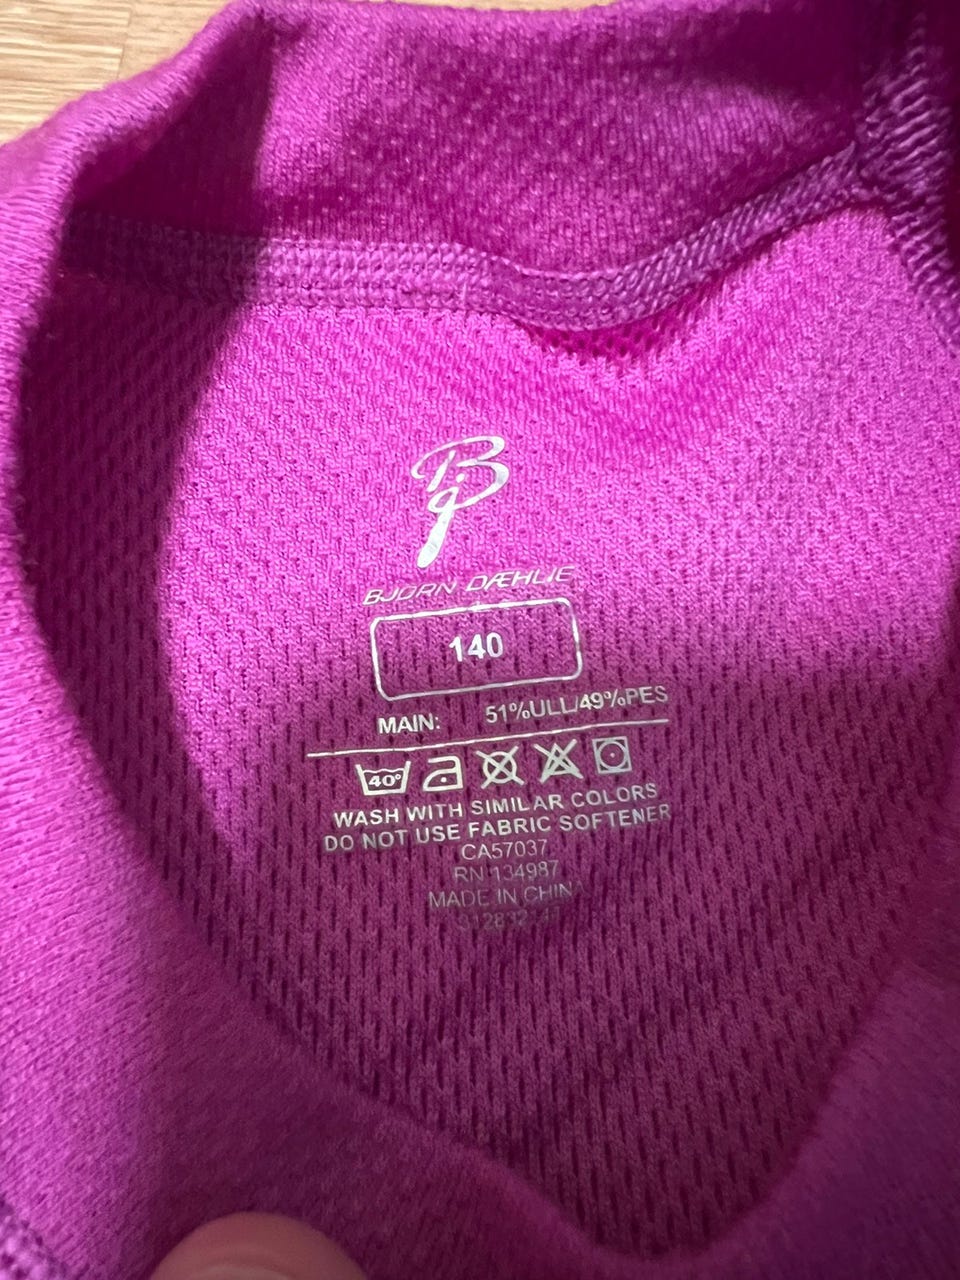 BJORN DÆHLIE
140
MAIN: 51%ULL/49%PES
40°
WASH WITH SIMILAR COLORS
DO NOT USE FABRIC SOFTENER
CA57037
RN 134987
MADE IN CHINA